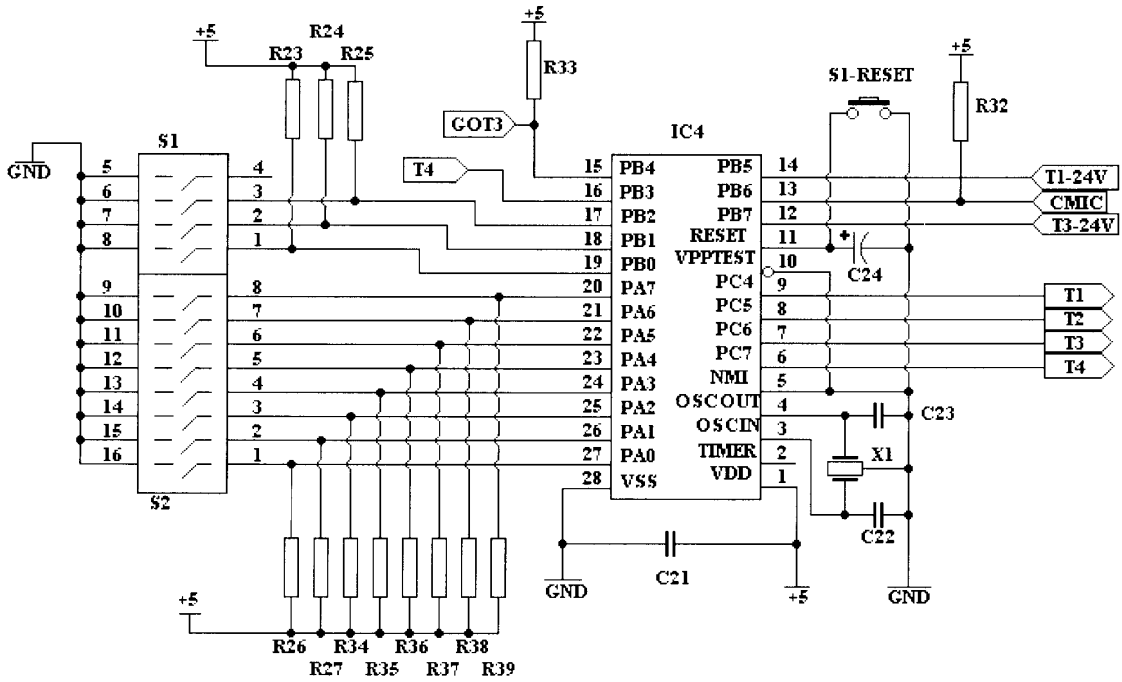 +5
+5
R24
R23
R25
R33
+5
S1-RESET
R32
GOT3
IC4
S1
GND
5 4
6 3
7 2
8 1
9 8
10 7
11 6
12 5
13 4
14 3
15 2
16 1
S2
T4
15 PB4
16 PB3
17 PB2
18 PB1
19 PB0
20 PA7
21 PA6
22 PA5
23 PA4
24 PA3
25 PA2
26 PA1
27 PA0
28 VSS
PB5 14
PB6 13
PB7 12
RESET 11
VPPTEST 10
PC4 9
PC5 8
PC6 7
PC7 6
NMI 5
OSCOUT 4
OSCIN 3
TIMER 2
VDD 1
T1-24V
CMIC
T3-24V
+
C24
T1
T2
T3
T4
C23
X1
C22
C21
GND
+5
GND
+5
R26
R27
R34
R35
R36
R37
R38
R39